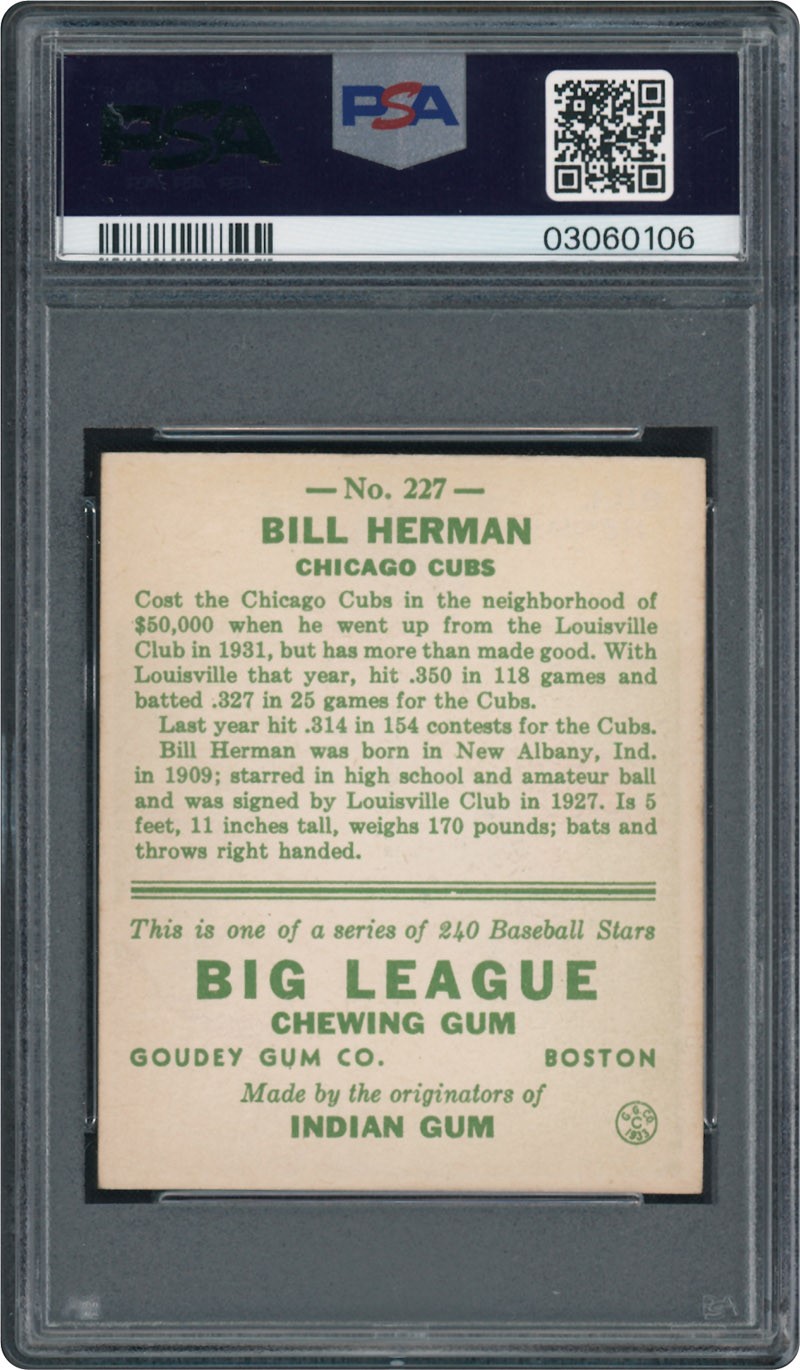 PSA
PSA
03060106
— No. 227 —
BILL HERMAN
CHICAGO CUBS
Cost the Chicago Cubs in the neighborhood of
$50,000 when he went up from the Louisville
Club in 1931, but has more than made good. With
Louisville that year, hit .350 in 118 games and
batted .327 in 25 games for the Cubs.
Last year hit .314 in 154 contests for the Cubs.
Bill Herman was born in New Albany, Ind.
in 1909; starred in high school and amateur ball
and was signed by Louisville Club in 1927. Is 5
feet, 11 inches tall, weighs 170 pounds; bats and
throws right handed.
This is one of a series of 240 Baseball Stars
BIG LEAGUE
CHEWING GUM
GOUDEY GUM CO. BOSTON
Made by the originators of
INDIAN GUM
G. G. Co.
C
1933
PSA